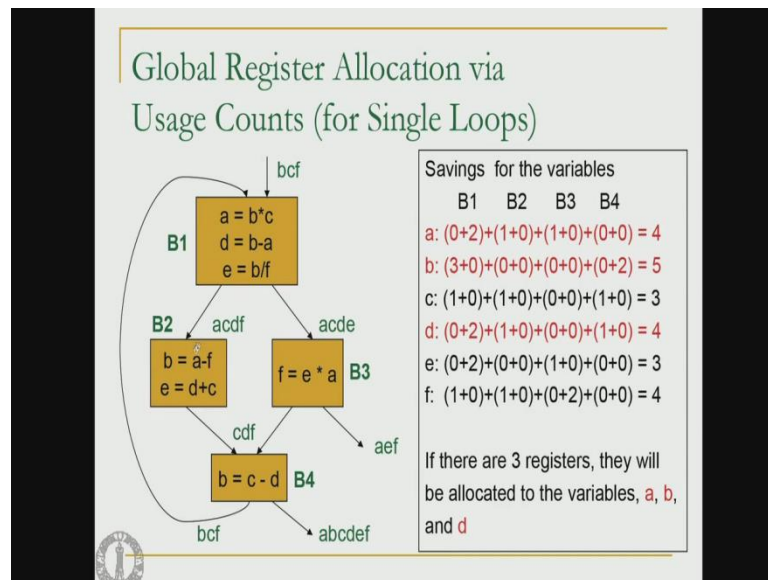 Global Register Allocation via
Usage Counts (for Single Loops)
bcf
B1
a = b*c
d = b-a
e = b/f
B2
acdf
acde
b = a-f
e = d+c
f = e * a
B3
cdf
aef
b = c - d
B4
bcf
abcdef
Savings for the variables
B1 B2 B3 B4
a: (0+2)+(1+0)+(1+0)+(0+0) = 4
b: (3+0)+(0+0)+(0+0)+(0+2) = 5
c: (1+0)+(1+0)+(0+0)+(1+0) = 3
d: (0+2)+(1+0)+(0+0)+(1+0) = 4
e: (0+2)+(0+0)+(1+0)+(0+0) = 3
f: (1+0)+(1+0)+(0+2)+(0+0) = 4
If there are 3 registers, they will
be allocated to the variables, a, b,
and d